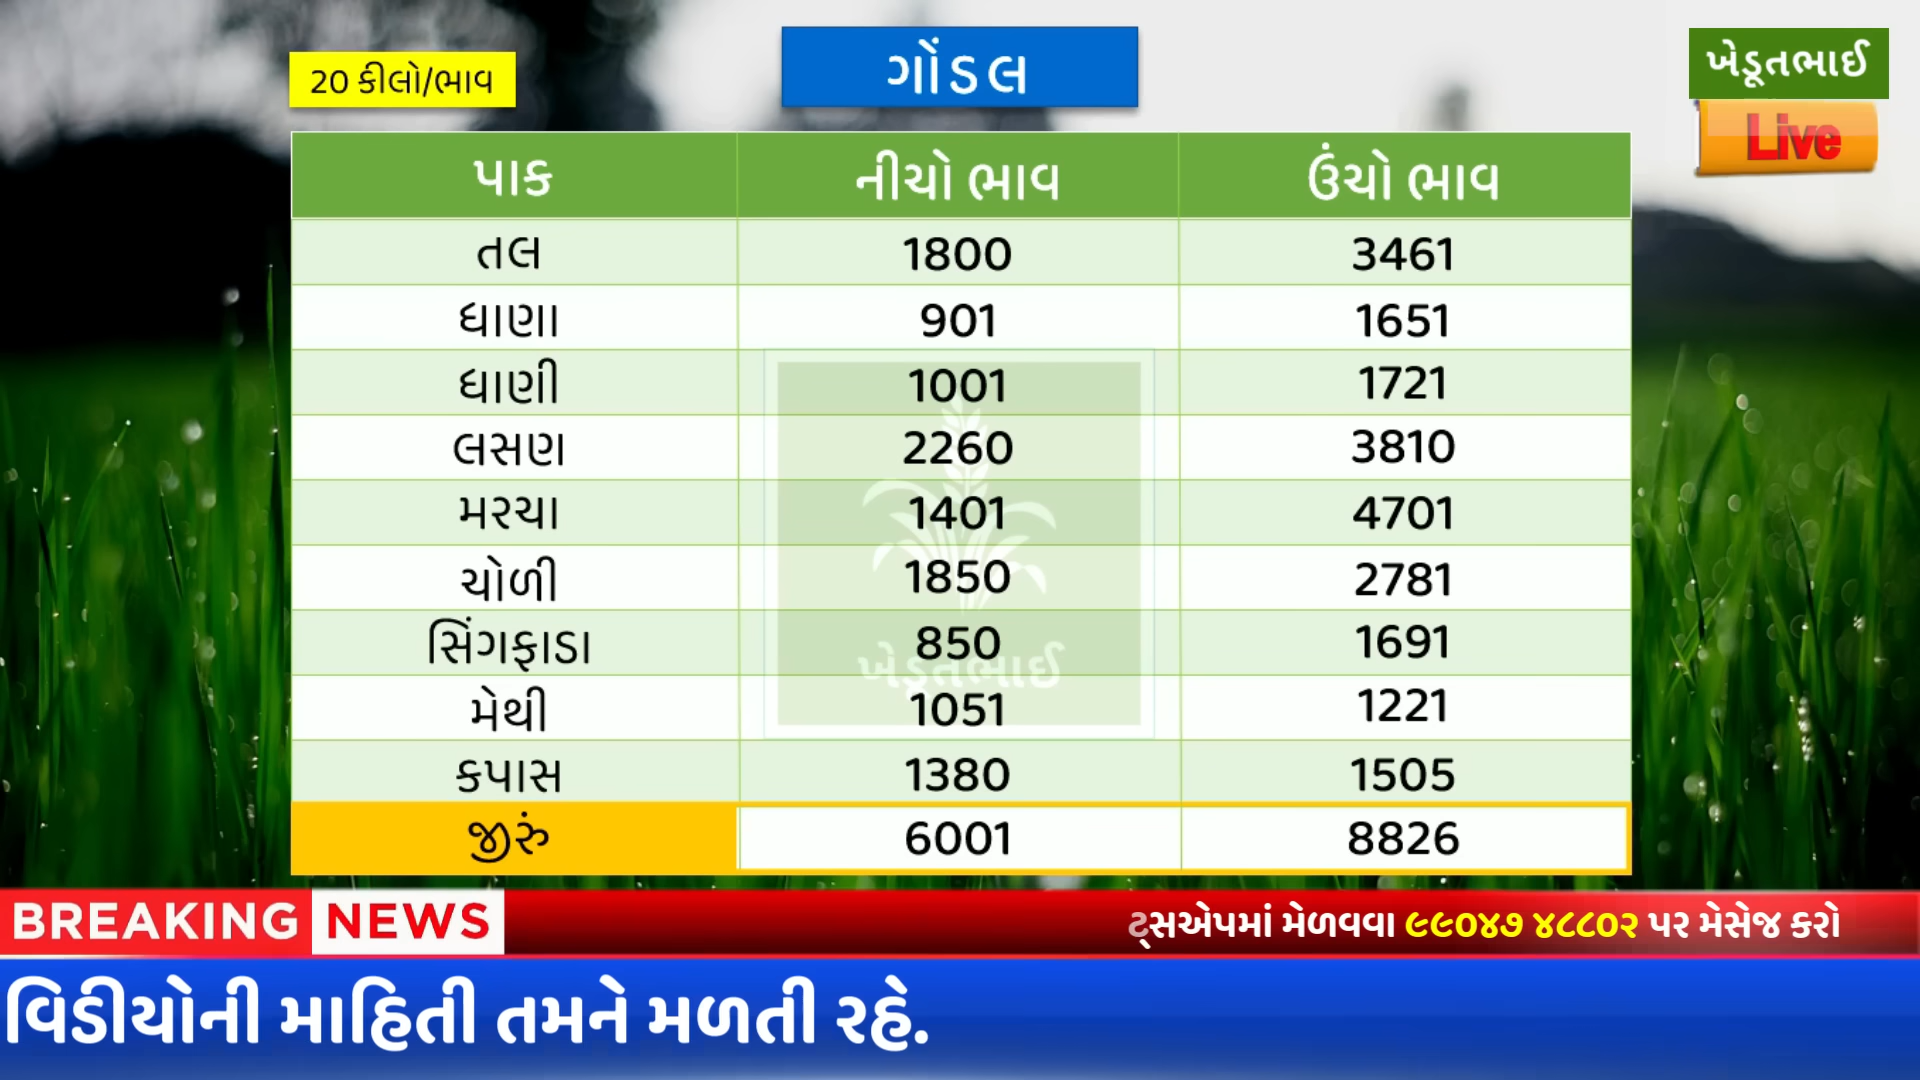 20 કીલો/ભાવ
ગોંડલ
ખેડૂતભાઈ
Live
પાક નીચો ભાવ ઉંચો ભાવ
તલ 1800 3461
ધાણા 901 1651
ધાણી 1001 1721
લસણ 2260 3810
મરચા 1401 4701
ચોળી 1850 2781
સિંગફાડા 850 1691
ખેડૂતભાઈ
મેથી 1051 1221
કપાસ 1380 1505
જીરું 6001 8826
BREAKING NEWS
ટ્સએપમાં મેળવવા ૯૯૦૪૭ ૪૮૮૦૨ પર મેસેજ કરો
વિડીયોની માહિતી તમને મળતી રહે.